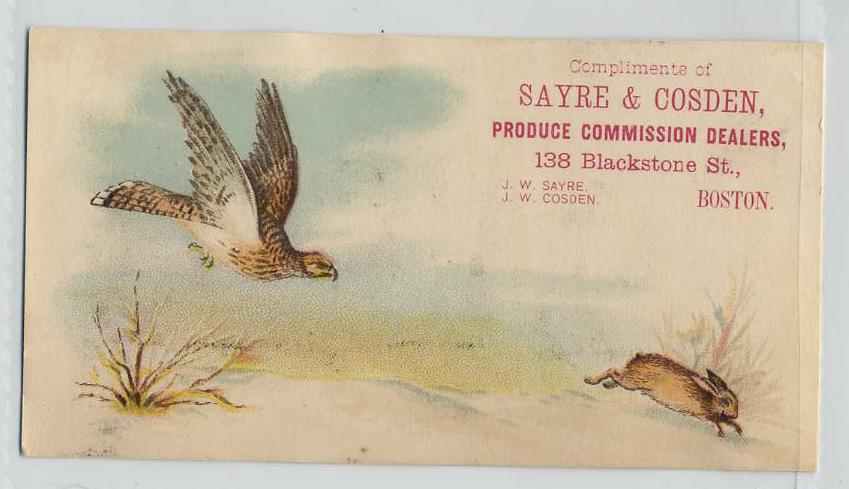 Compliments of
SAYRE & COSDEN,
PRODUCE COMMISSION DEALERS,
138 Blackstone St.,
J. W. SAYRE.
J. W. COSDEN.
BOSTON.